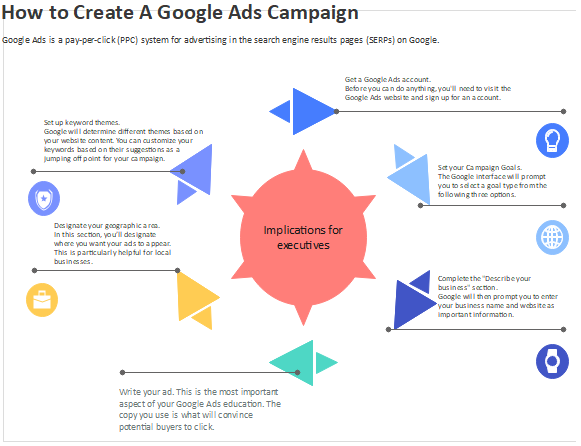 How to Create A Google Ads Campaign
Google Ads is a pay-per-click (PPC) system for advertising in the search engine results pages (SERPs) on Google.
Get a Google Ads account.
Before you can do anything, you'll need to visit the
Google Ads website and sign up for an account.
Set up keyword themes.
Google will determine different themes based on
your website content. You can customize your
keywords based on their suggestions as a
jumping off point for your campaign.
Set your Campaign Goals.
The Google interface will prompt
you to select a goal type from the
following three options.
Implications for
executives
Designate your geographic area.
In this section, you'll designate
where you want your ads to appear.
This is particularly helpful for local
businesses.
Complete the "Describe your
business" section.
Google will then prompt you to enter
your business name and website as
important information.
Write your ad. This is the most important
aspect of your Google Ads education. The
copy you use is what will convince
potential buyers to click.